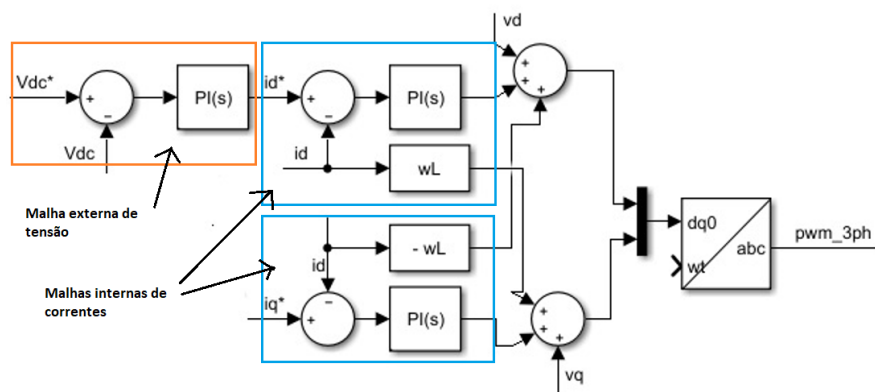 vd
Vdc*
+
−
PI(s)
id*
+
−
PI(s)
+
+
+
Vdc
id
wL
Malha externa de
tensão
- wL
dq0
abc
wt
pwm_3ph
id
Malhas internas de
correntes
iq*
−
+
PI(s)
+
+
+
vq